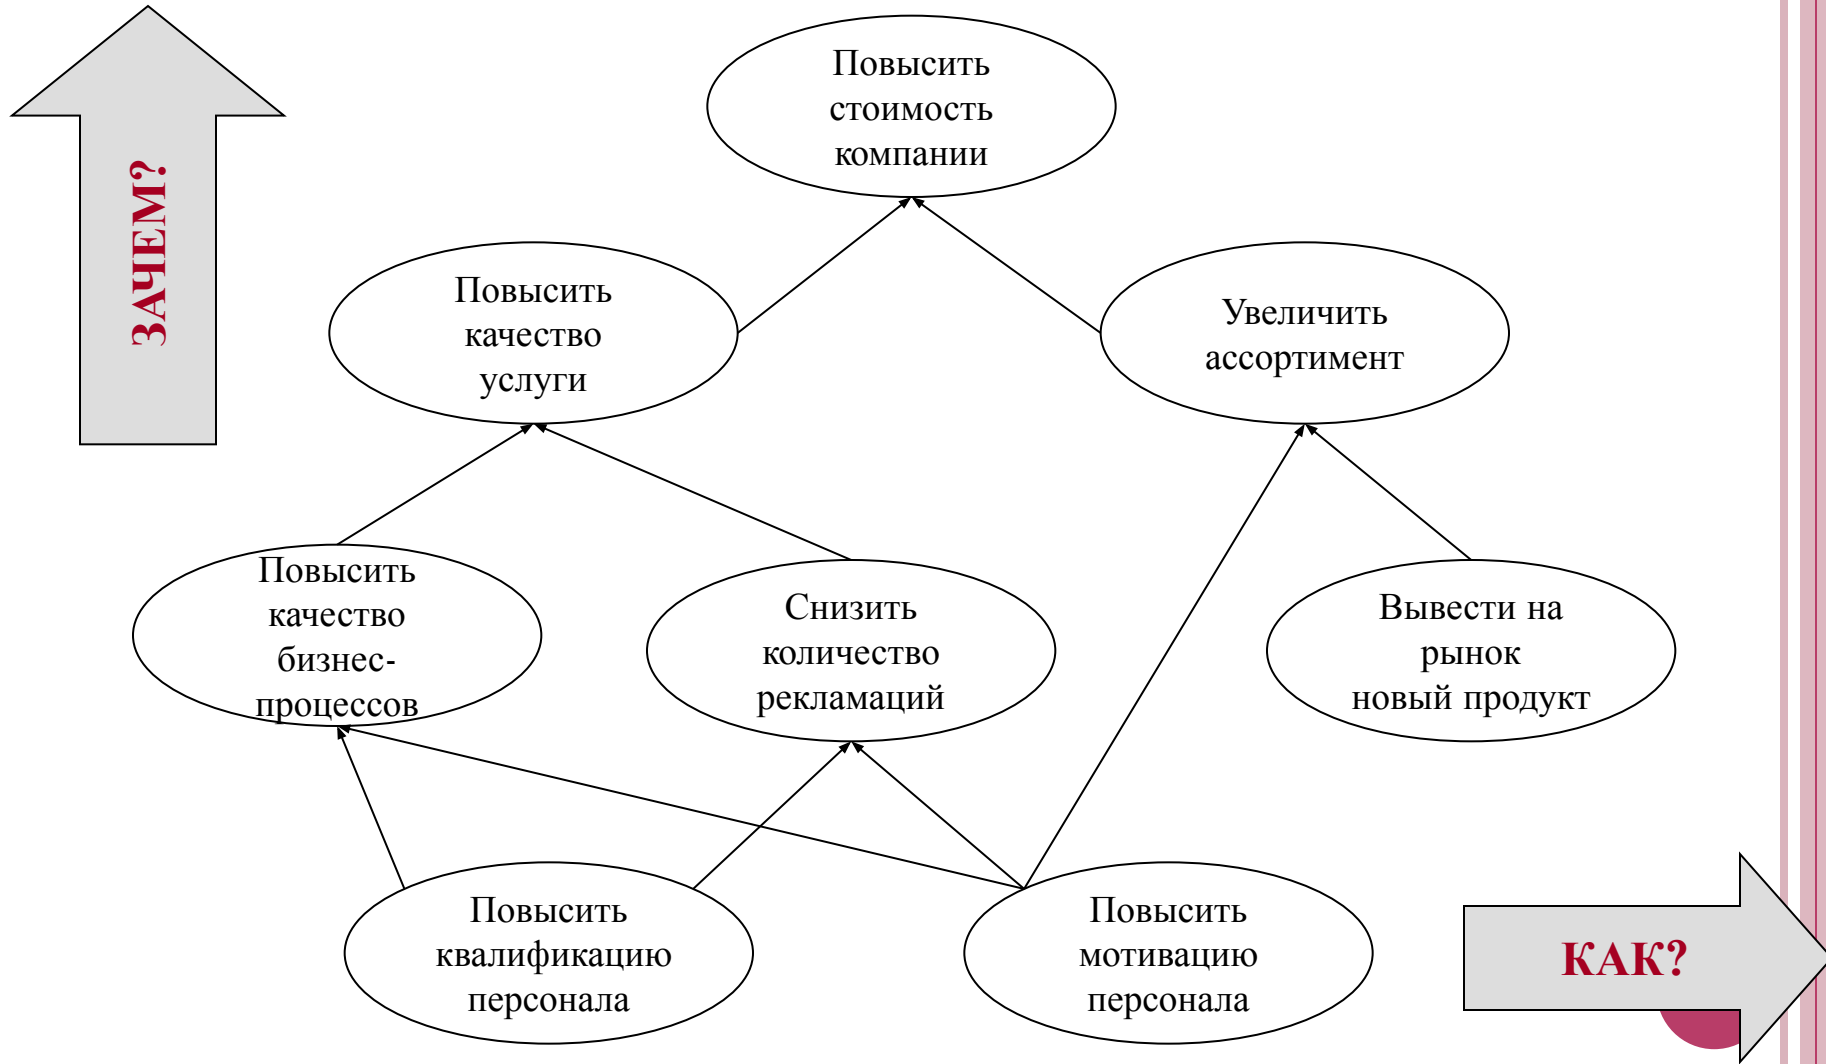 ЗАЧЕМ?
Повысить
стоимость
компании
Повысить
качество
услуги
Увеличить
ассортимент
Повысить
качество
бизнес-
процессов
Снизить
количество
рекламаций
Вывести на
рынок
новый продукт
Повысить
квалификацию
персонала
Повысить
мотивацию
персонала
КАК?